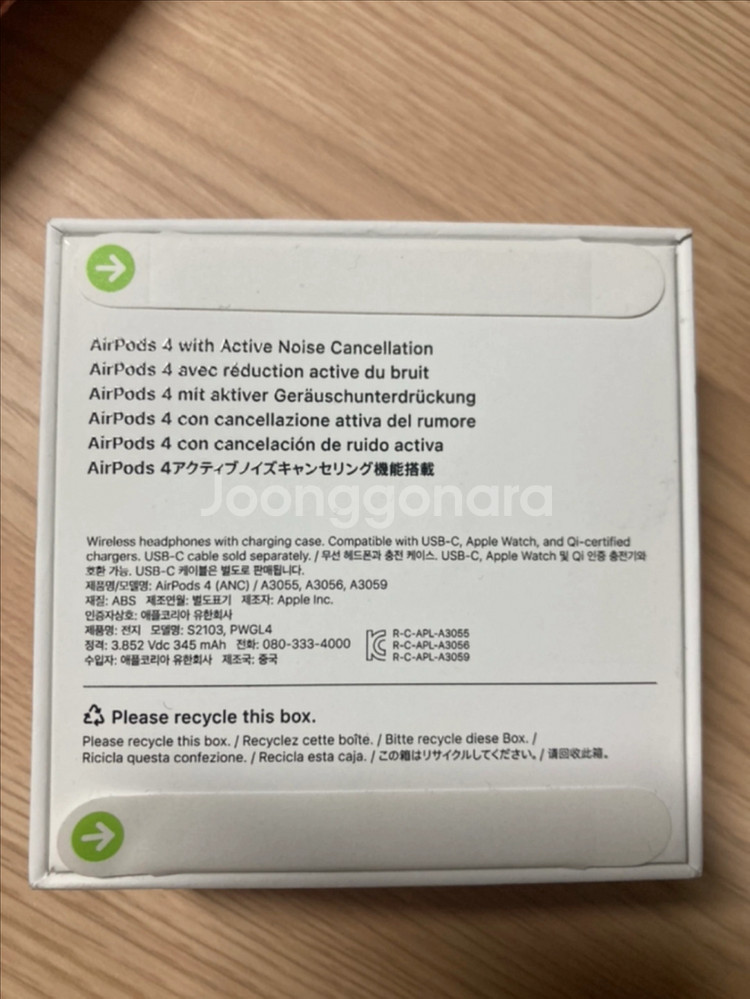 AirPods 4 with Active Noise Cancellation
AirPods 4 avec réduction active du bruit
AirPods 4 mit aktiver Geräuschunterdrückung
AirPods 4 con cancellazione attiva del rumore
AirPods 4 con cancelación de ruido activa
AirPods 4アクティブノイズキャンセリング機能搭載
Joonggonara
Wireless headphones with charging case. Compatible with USB-C, Apple Watch, and Qi-certified
chargers. USB-C cable sold separately. / 무선 헤드폰과 충전 케이스. USB-C, Apple Watch 및 Qi 인증 충전기와
호환 가능. USB-C 케이블은 별도로 판매됩니다.
제품명/모델명: AirPods 4 (ANC) / A3055, A3056, A3059
재질: ABS 제조연월: 별도표기 제조자: Apple Inc.
인증자상호: 애플코리아 유한회사
제품명: 전지 모델명: S2103, PWGL4
정격: 3.852 Vdc 345 mAh 전화: 080-333-4000
수입자: 애플코리아 유한회사 제조국: 중국
R-C-APL-A3055
R-C-APL-A3056
R-C-APL-A3059
Please recycle this box.
Please recycle this box. / Recyclez cette boîte. / Bitte recycle diese Box. /
Ricicla questa confezione. / Recicla esta caja. / この箱はリサイクルしてください。/ 请回收此箱。